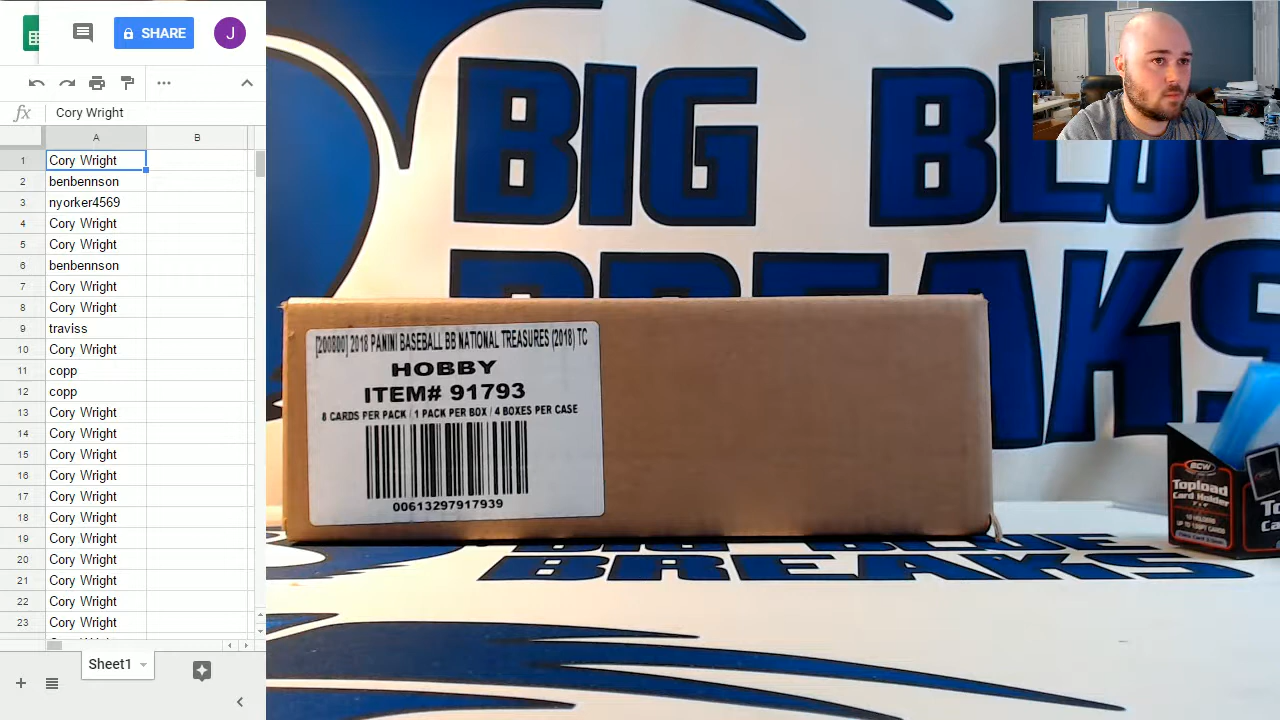 SHARE
J
fx Cory Wright
A B
1 Cory Wright
2 benbennson
3 nyorker4569
4 Cory Wright
5 Cory Wright
6 benbennson
7 Cory Wright
8 Cory Wright
9 traviss
10 Cory Wright
11 copp
12 copp
13 Cory Wright
14 Cory Wright
15 Cory Wright
16 Cory Wright
17 Cory Wright
18 Cory Wright
19 Cory Wright
20 Cory Wright
21 Cory Wright
22 Cory Wright
23 Cory Wright
Sheet1
BIG BLUE
BREAKS
[200800] 2018 PANINI BASEBALL BB NATIONAL TREASURES (2018) TC
HOBBY
ITEM# 91793
8 CARDS PER PACK / 1 PACK PER BOX / 4 BOXES PER CASE
00613297917939
BCW
Topload
Card Holder
BIG BLUE
BREAKS